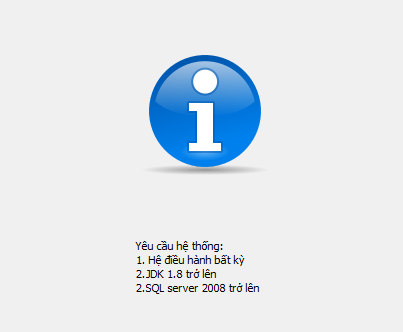 Yêu cầu hệ thống:
1. Hệ điều hành bất kỳ
2.JDK 1.8 trở lên
2.SQL server 2008 trở lên